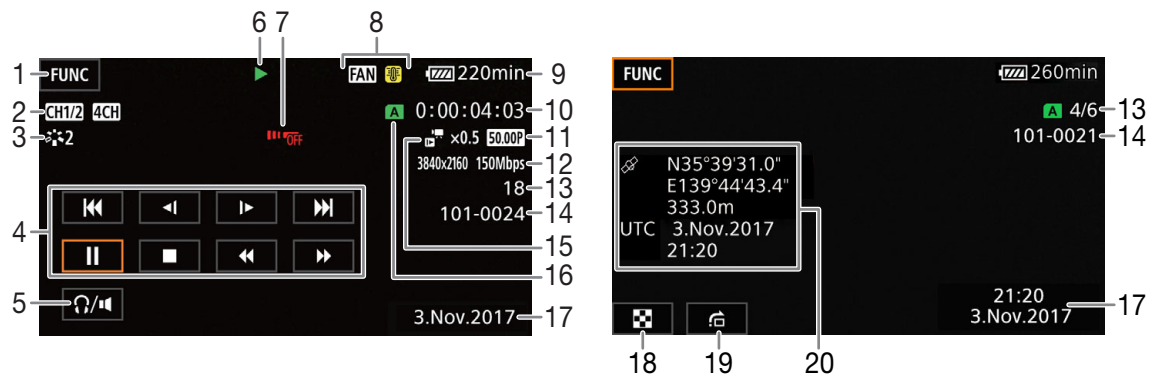 6 7 8
1 FUNC FAN 220min 9
2 CH1/2 4CH A 0:00:04:03 10
3 2 OFF ×0.5 50.00P 11
3840x2160 150Mbps 12
18 13
4 101-0024 14
15
16
5 3.Nov.2017 17
FUNC 260min
A 4/6 13
101-0021 14
N35°39'31.0"
E139°44'43.4"
333.0m
UTC 3.Nov.2017
21:20
21:20
3.Nov.2017 17
18 19 20